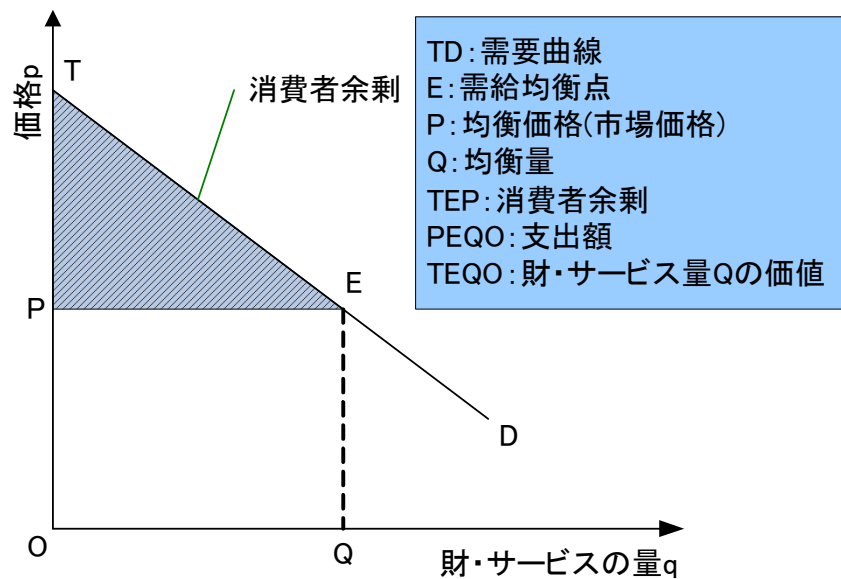 価格p
T
消費者余剰
TD：需要曲線
E：需給均衡点
P：均衡価格(市場価格)
Q：均衡量
TEP：消費者余剰
PEQO：支出額
TEQO：財・サービス量Qの価値
E
P
D
O
Q
財・サービスの量q